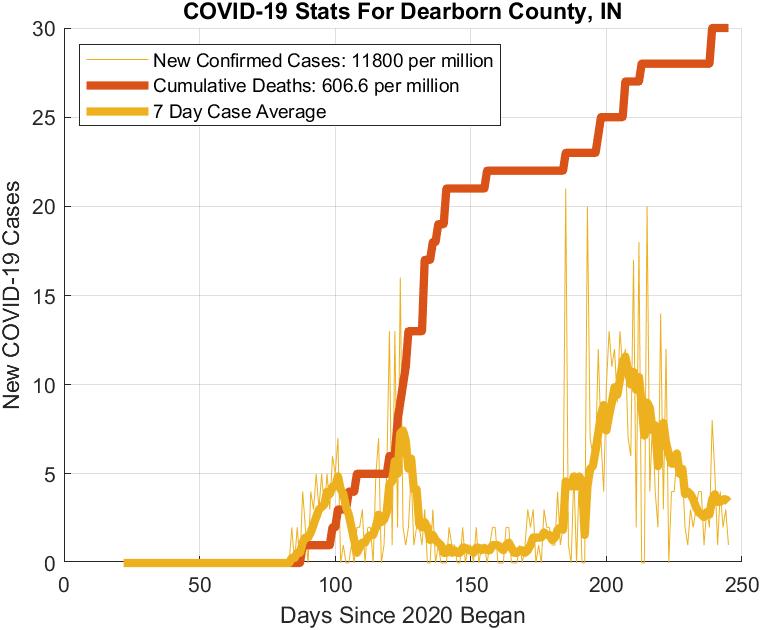 COVID-19 Stats For Dearborn County, IN
New Confirmed Cases: 11800 per million
Cumulative Deaths: 606.6 per million
7 Day Case Average
New COVID-19 Cases
30
25
20
15
10
5
0
0 50 100 150 200 250
Days Since 2020 Began